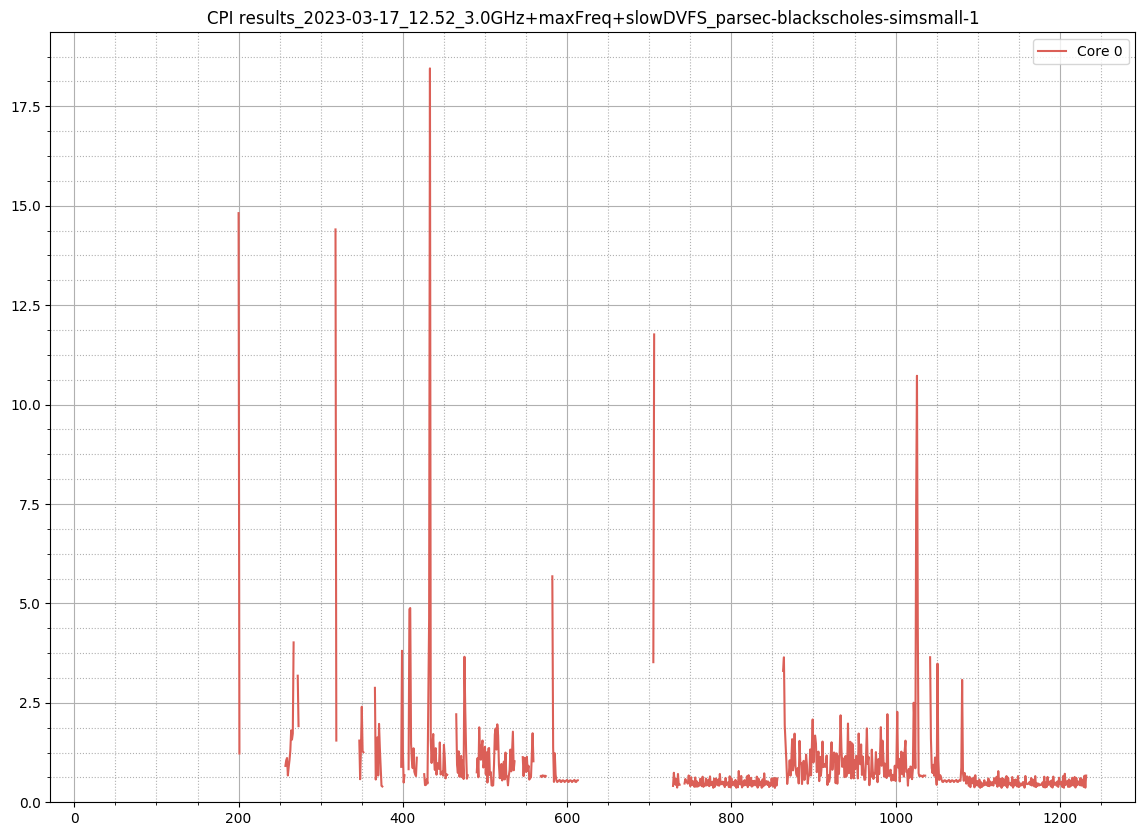 CPI results_2023-03-17_12.52_3.0GHz+maxFreq+slowDVFS_parsec-blackscholes-simsmall-1
Core 0
17.5
15.0
12.5
10.0
7.5
5.0
2.5
0.0
0 200 400 600 800 1000 1200